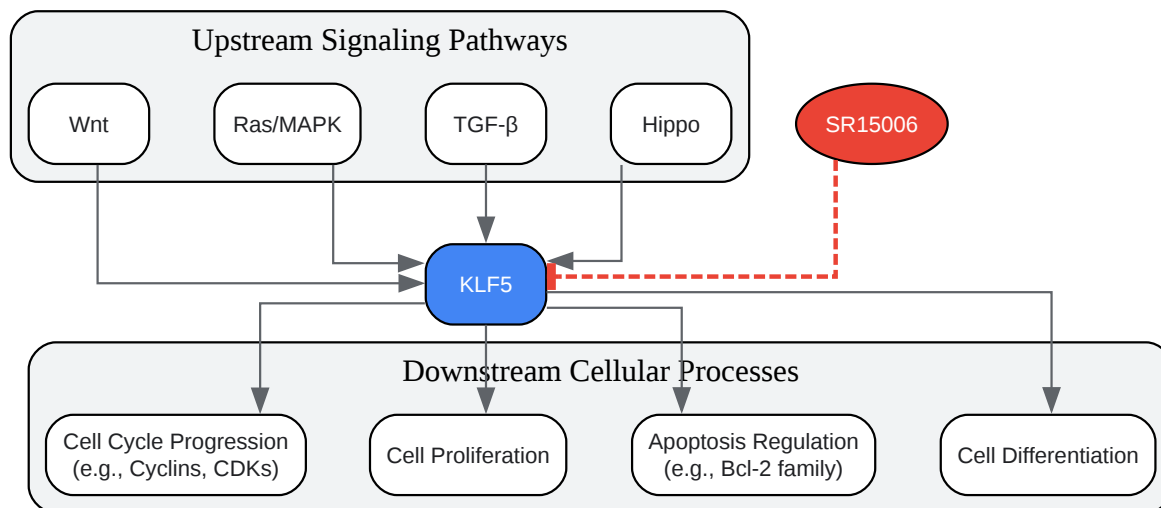 Upstream Signaling Pathways
Wnt
Ras/MAPK
TGF-β
Hippo
SR15006
KLF5
Downstream Cellular Processes
Cell Cycle Progression
(e.g., Cyclins, CDKs)
Cell Proliferation
Apoptosis Regulation
(e.g., Bcl-2 family)
Cell Differentiation